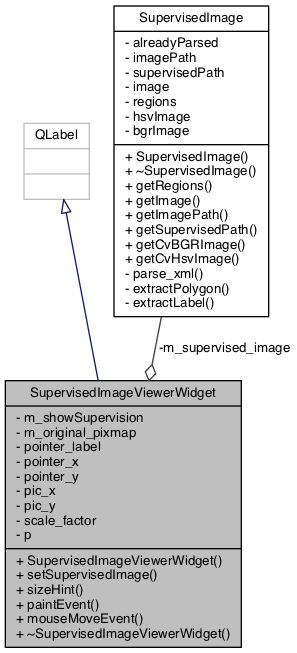 SupervisedImage
- alreadyParsed
- imagePath
- supervisedPath
- image
- regions
- hsvImage
- bgrImage
+ SupervisedImage()
+ ~SupervisedImage()
+ getRegions()
+ getImage()
+ getImagePath()
+ getSupervisedPath()
+ getCvBGRImage()
+ getCvHsvImage()
- parse_xml()
- extractPolygon()
- extractLabel()
QLabel
-m_supervised_image
SupervisedImageViewerWidget
- m_showSupervision
- m_original_pixmap
- pointer_label
- pointer_x
- pointer_y
- pic_x
- pic_y
- scale_factor
- p
+ SupervisedImageViewerWidget()
+ setSupervisedImage()
+ sizeHint()
+ paintEvent()
+ mouseMoveEvent()
+ ~SupervisedImageViewerWidget()